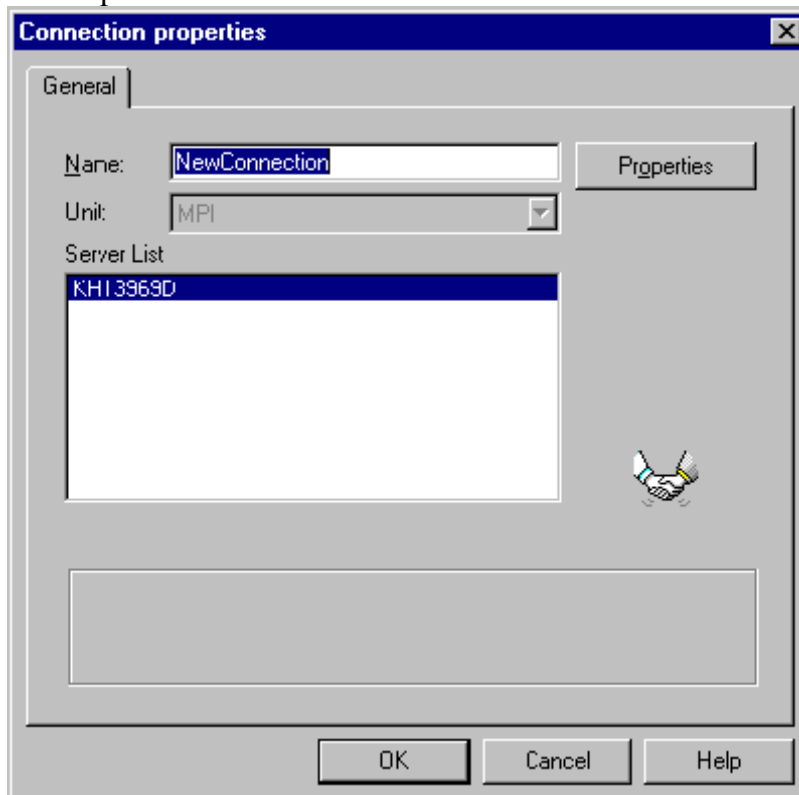 Connection properties
General
Name:
NewConnection
Properties
Unit:
MPI
Server List
KH13969D
OK
Cancel
Help